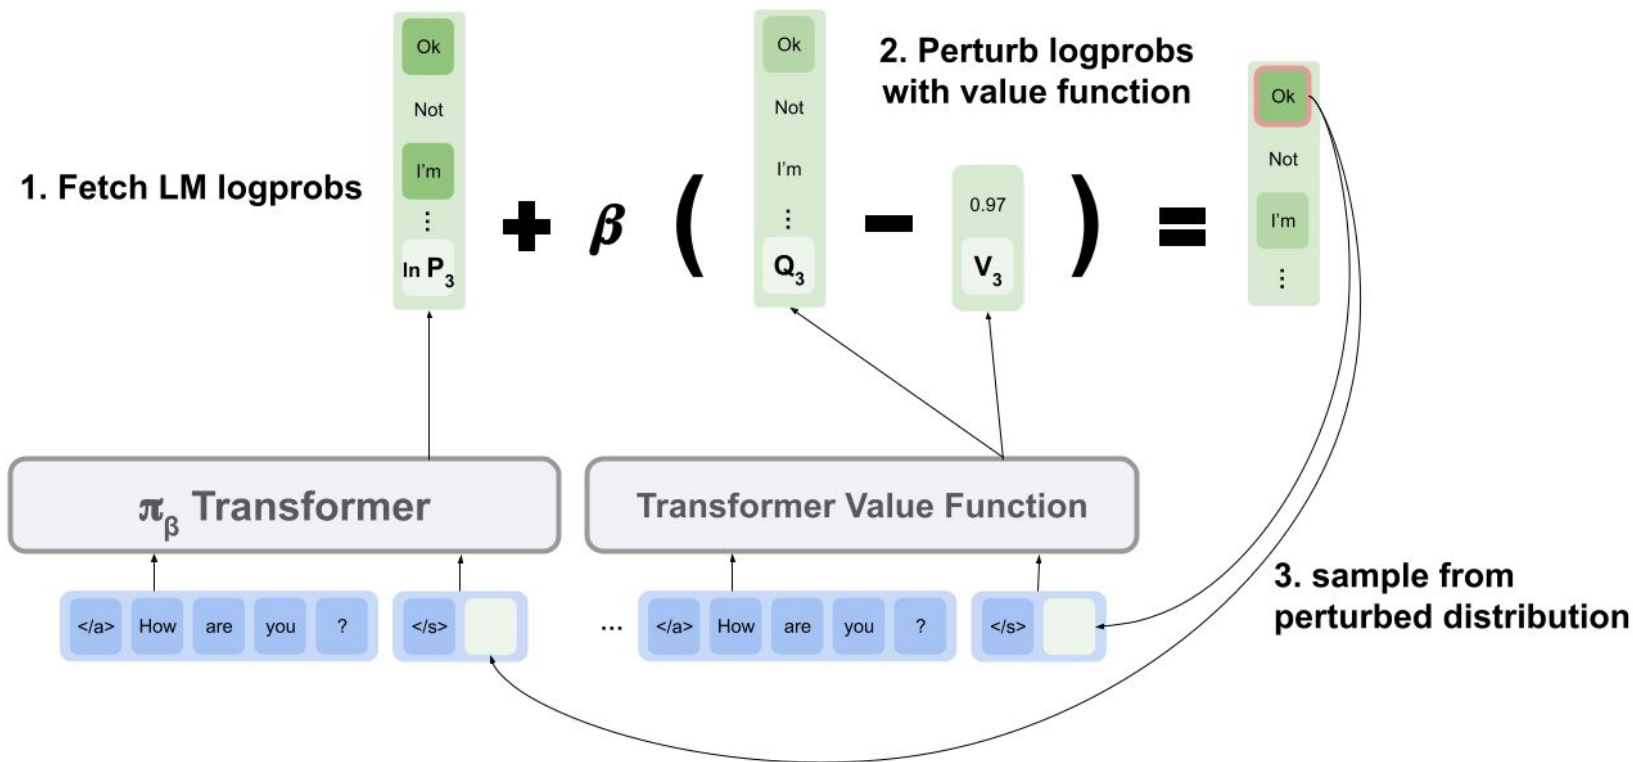 Ok
Not
I'm
⋮
ln P₃
1. Fetch LM logprobs
+
β
(
Ok
Not
I'm
⋮
Q₃
−
0.97
V₃
)
=
2. Perturb logprobs
with value function
Ok
Not
I'm
⋮
π_β Transformer
Transformer Value Function
</a> How are you ? </s>
... </a> How are you ? </s>
3. sample from
perturbed distribution